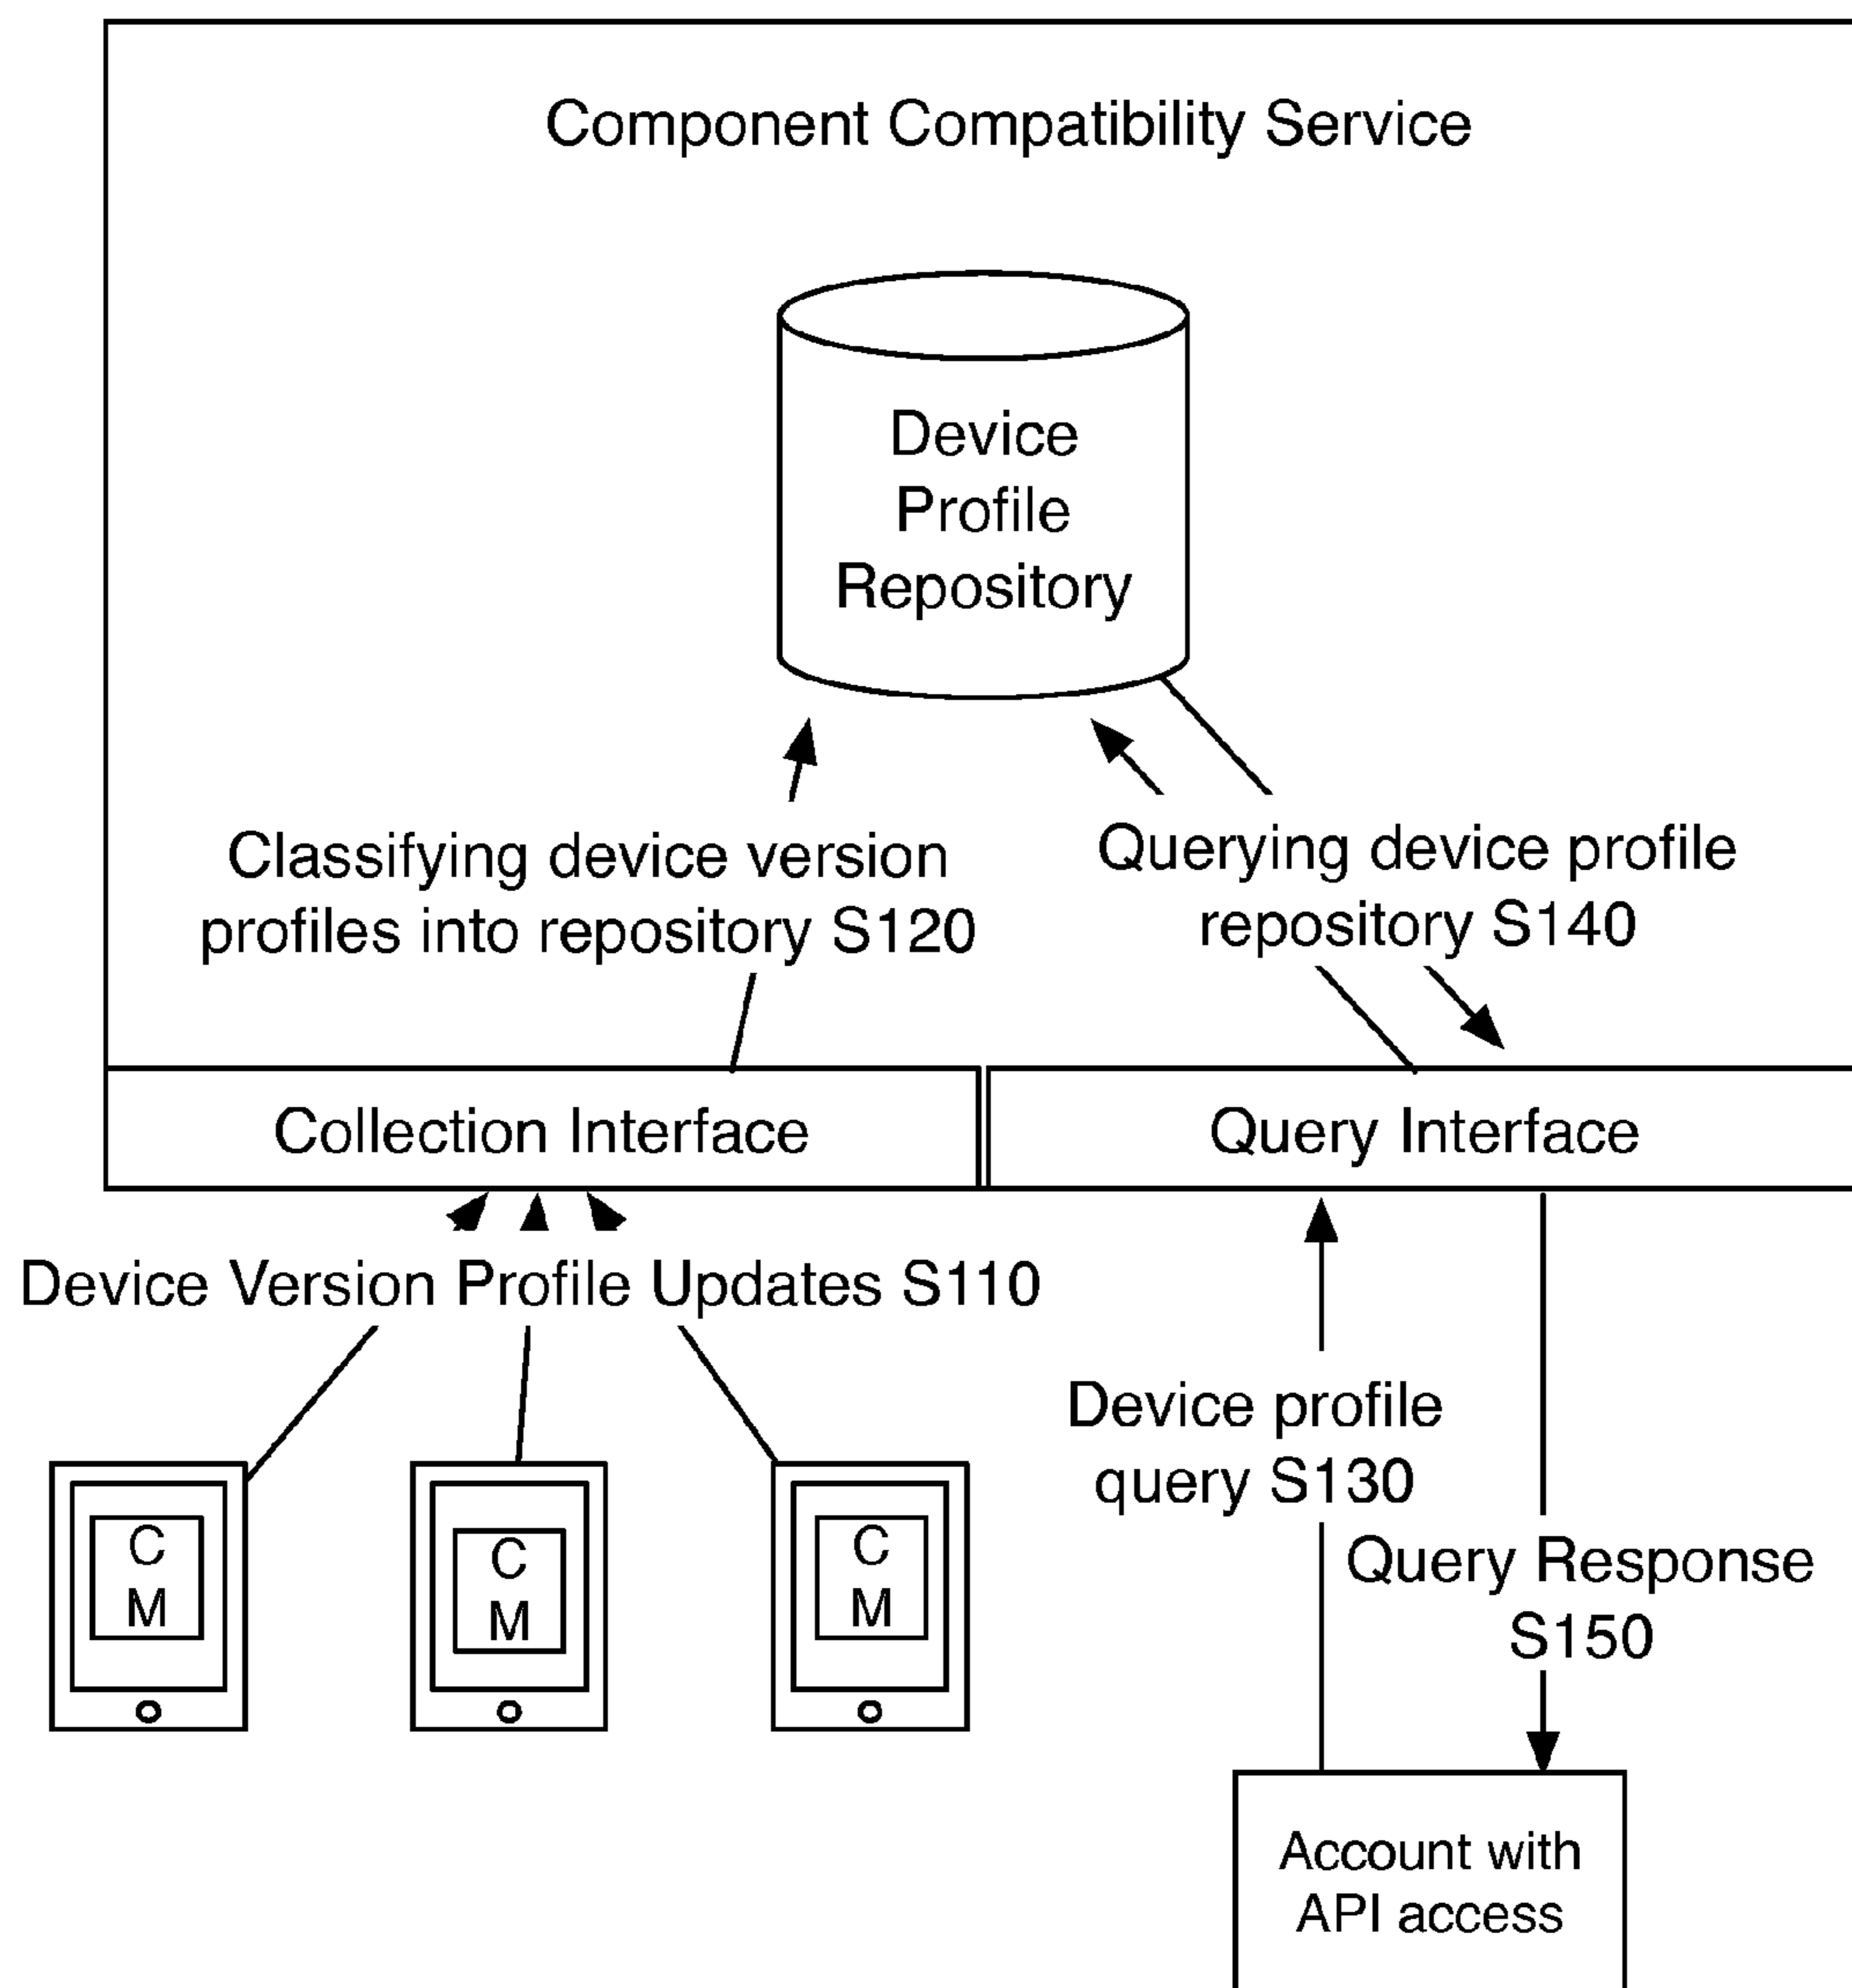 Component Compatibility Service
Device
Profile
Repository
Classifying device version
profiles into repository S120
Querying device profile
repository S140
Collection Interface
Query Interface
Device Version Profile Updates S110
C
M
C
M
C
M
Device profile
query S130
Query Response
S150
Account with
API access